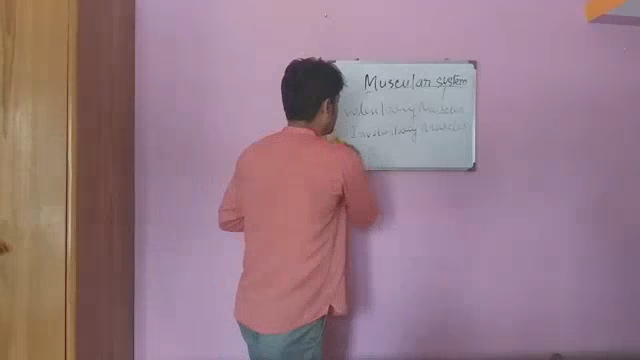 Muscular system
voluntary Muscles
Involuntary Muscles